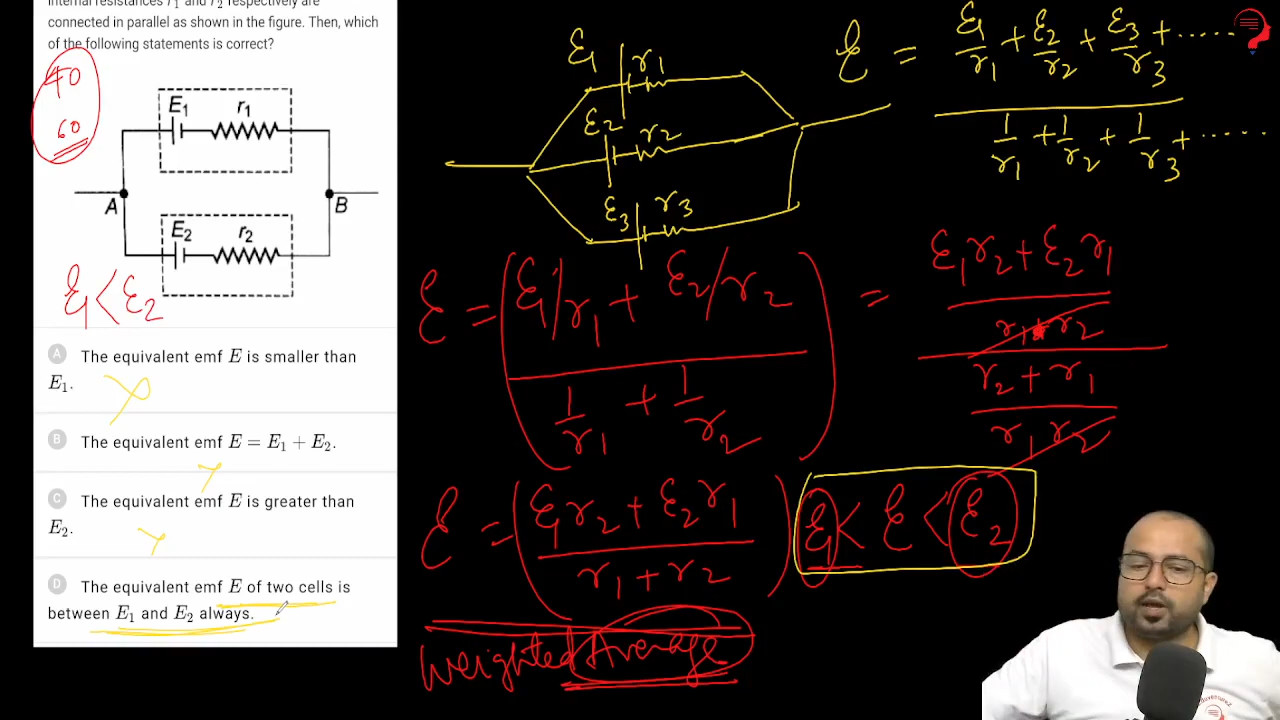 internal resistances r₁ and r₂ respectively are
connected in parallel as shown in the figure. Then, which
of the following statements is correct?
40
60
E₁ r₁
A B
E₂ r₂
ε₁ < ε₂
A The equivalent emf E is smaller than
E₁.
B The equivalent emf E = E₁ + E₂.
C The equivalent emf E is greater than
E₂.
D The equivalent emf E of two cells is
between E₁ and E₂ always.
ε₁ r₁
ε₂ r₂
ε₃ r₃
ε = (ε₁/r₁ + ε₂/r₂ + ε₃/r₃ + ......) / (1/r₁ + 1/r₂ + 1/r₃ + ......)
ε = ((ε₁/r₁ + ε₂/r₂) / (1/r₁ + 1/r₂)) = ((ε₁r₂ + ε₂r₁) / r₁r₂) / ((r₂ + r₁) / r₁r₂)
ε = ((ε₁r₂ + ε₂r₁) / (r₁ + r₂)) ε₁ < ε < ε₂
Weighted Average